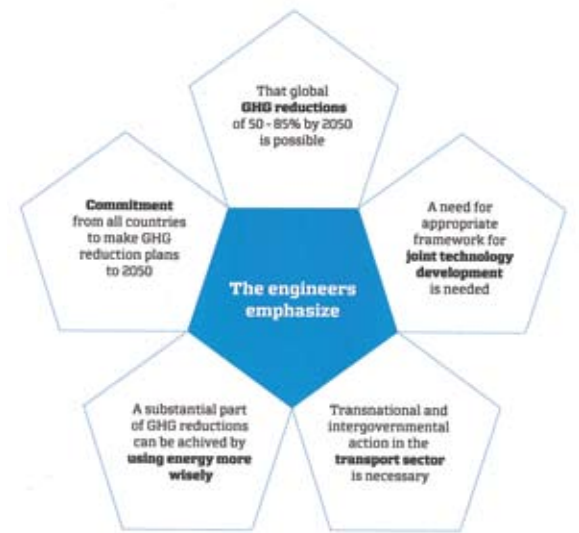 That global
GHG reductions
of 50 - 85% by 2050
is possible
Commitment
from all countries
to make GHG
reduction plans
to 2050
A need for
appropriate
framework for
joint technology
development
is needed
The engineers
emphasize
A substantial part
of GHG reductions
can be achived by
using energy more
wisely
Transnational and
intergovernmental
action in the
transport sector
is necessary